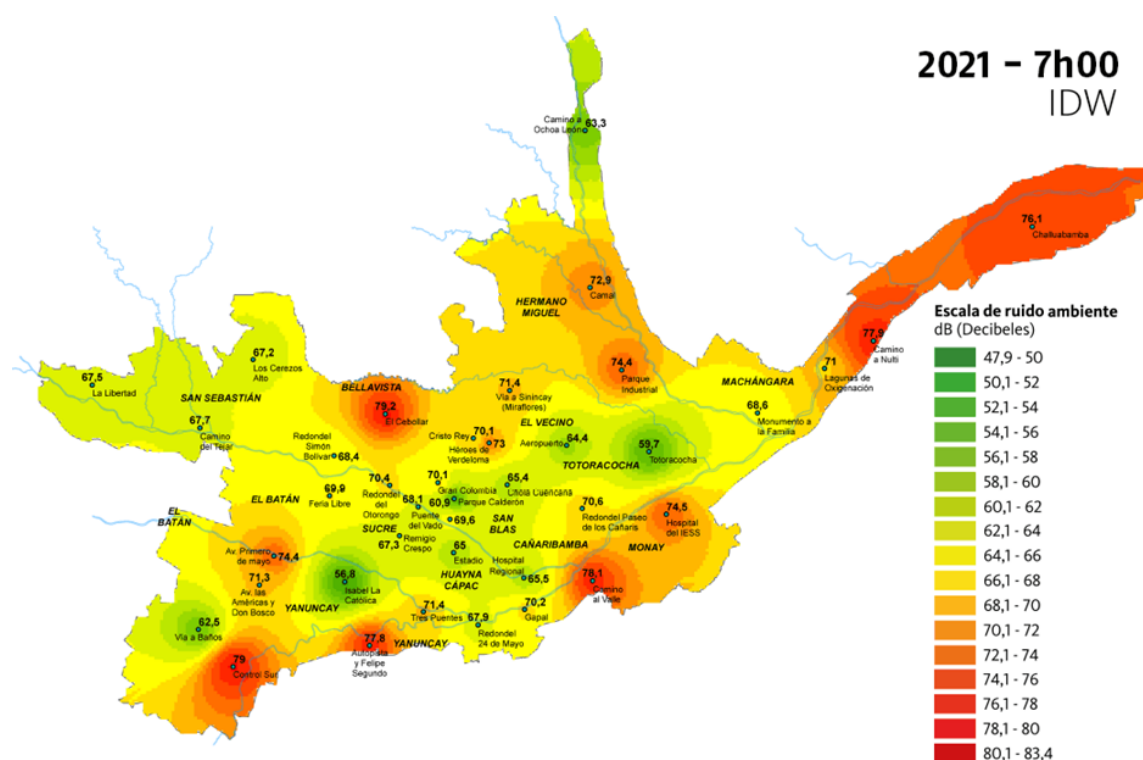 2021 – 7h00
IDW
63,3
Camino a
Ochoa León
76,1
Challuabamba
72,9
Camal
HERMANO
MIGUEL
77,9
Camino
a Nulti
71
Lagunas de
Oxigenación
67,2
Los Cerezos
Alto
67,5
La Libertad
SAN SEBASTIÁN
67,7
Camino
del Tejar
BELLAVISTA
79,2
El Cebollar
71,4
Vía a Sinincay
(Miraflores)
74,4
Parque
Industrial
MACHÁNGARA
68,6
Monumento a
la Familia
EL VECINO
Cristo Rey
70,1
73
Héroes de
Verdeloma
64,4
Aeropuerto
59,7
Totoracocha
TOTORACOCHA
Redondel
Simón
Bolívar
68,4
69,9
Feria Libre
EL BATÁN
EL
BATÁN
70,4
Redondel
del
Otorongo
70,1
Gran Colombia
60,9
Parque Calderón
65,4
Chola Cuencana
68,1
Puente
del Vado
69,6
SAN
BLAS
70,6
Redondel Paseo
de los Cañaris
74,5
Hospital
del IESS
SUCRE
67,3
Remigio
Crespo
65
Estadio
CAÑARIBAMBA
MONAY
Av. Primero
de mayo
74,4
71,3
Av. las
Américas y
Don Bosco
56,8
Isabel La
Católica
HUAYNA
CÁPAC
Hospital
Regional
65,5
78,1
Camino
al Valle
YANUNCAY
62,5
Vía a Baños
71,4
Tres Puentes
67,9
Redondel
24 de Mayo
70,2
Gapal
79
Control Sur
77,8
Autopista
y Felipe
Segundo
YANUNCAY
Escala de ruido ambiente
dB (Decibeles)
47,9 - 50
50,1 - 52
52,1 - 54
54,1 - 56
56,1 - 58
58,1 - 60
60,1 - 62
62,1 - 64
64,1 - 66
66,1 - 68
68,1 - 70
70,1 - 72
72,1 - 74
74,1 - 76
76,1 - 78
78,1 - 80
80,1 - 83,4